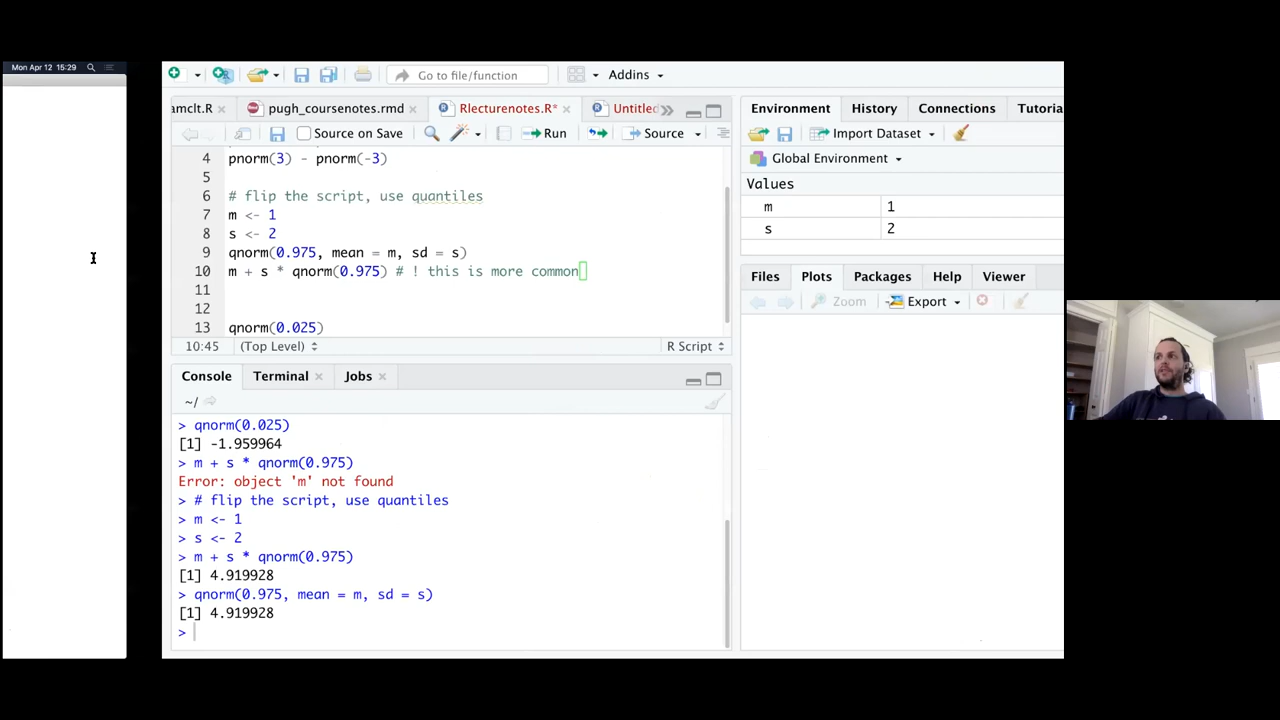 Mon Apr 12 15:29
Go to file/function
Addins
amclt.R
pugh_coursenotes.rmd
Rlecturenotes.R*
Untitle
Source on Save
Run
Source
4 pnorm(3) - pnorm(-3)
5
6 # flip the script, use quantiles
7 m <- 1
8 s <- 2
9 qnorm(0.975, mean = m, sd = s)
10 m + s * qnorm(0.975) # ! this is more common
11
12
13 qnorm(0.025)
10:45 (Top Level) R Script
Console Terminal Jobs
~/
> qnorm(0.025)
[1] -1.959964
> m + s * qnorm(0.975)
Error: object 'm' not found
> # flip the script, use quantiles
> m <- 1
> s <- 2
> m + s * qnorm(0.975)
[1] 4.919928
> qnorm(0.975, mean = m, sd = s)
[1] 4.919928
>
Environment History Connections Tutoria
Import Dataset
Global Environment
Values
m 1
s 2
Files Plots Packages Help Viewer
Zoom Export